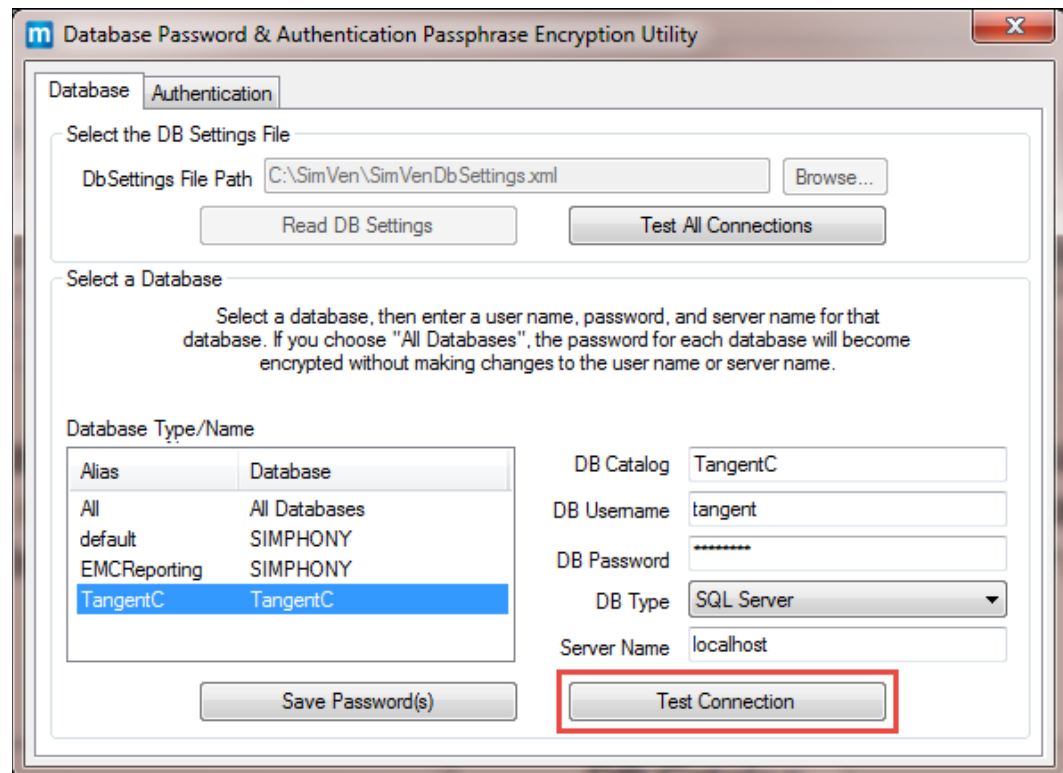 m Database Password & Authentication Passphrase Encryption Utility
Database Authentication
Select the DB Settings File
DbSettings File Path C:\SimVen\SimVenDbSettings.xml Browse...
Read DB Settings Test All Connections
Select a Database
Select a database, then enter a user name, password, and server name for that
database. If you choose "All Databases", the password for each database will become
encrypted without making changes to the user name or server name.
Database Type/Name
Alias Database
All All Databases
default SIMPHONY
EMCReporting SIMPHONY
TangentC TangentC
DB Catalog TangentC
DB Username tangent
DB Password ********
DB Type SQL Server
Server Name localhost
Save Password(s) Test Connection